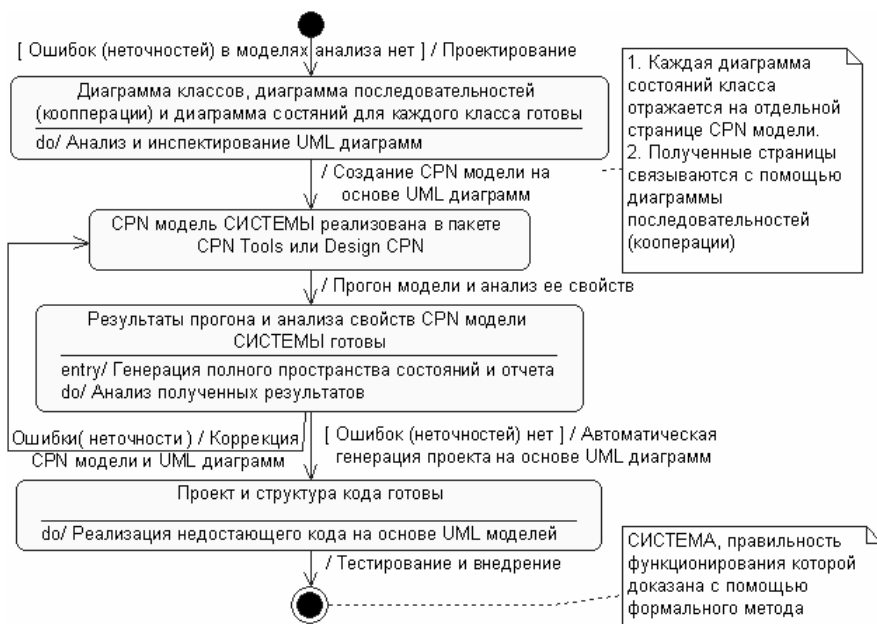 [ Ошибок (неточностей) в моделях анализа нет ] / Проектирование
Диаграмма классов, диаграмма последовательностей
(коопперации) и диаграмма состяний для каждого класса готовы
do/ Анализ и инспектирование UML диаграмм
1. Каждая диаграмма
состояний класса
отражается на отдельной
странице CPN модели.
2. Полученные страницы
связываются с помощью
диаграммы
последовательностей
(кооперации)
/ Создание CPN модели на
основе UML диаграмм
CPN модель СИСТЕМЫ реализована в пакете
CPN Tools или Design CPN
/ Прогон модели и анализ ее свойств
Результаты прогона и анализа свойств CPN модели
СИСТЕМЫ готовы
entry/ Генерация полного пространства состояний и отчета
do/ Анализ полученных результатов
Ошибки( неточности ) / Коррекция
CPN модели и UML диаграмм
[ Ошибок (неточностей) нет ] / Автоматическая
генерация проекта на основе UML диаграмм
Проект и структура кода готовы
do/ Реализация недостающего кода на основе UML моделей
/ Тестирование и внедрение
СИСТЕМА, правильность
функционирования которой
доказана с помощью
формального метода